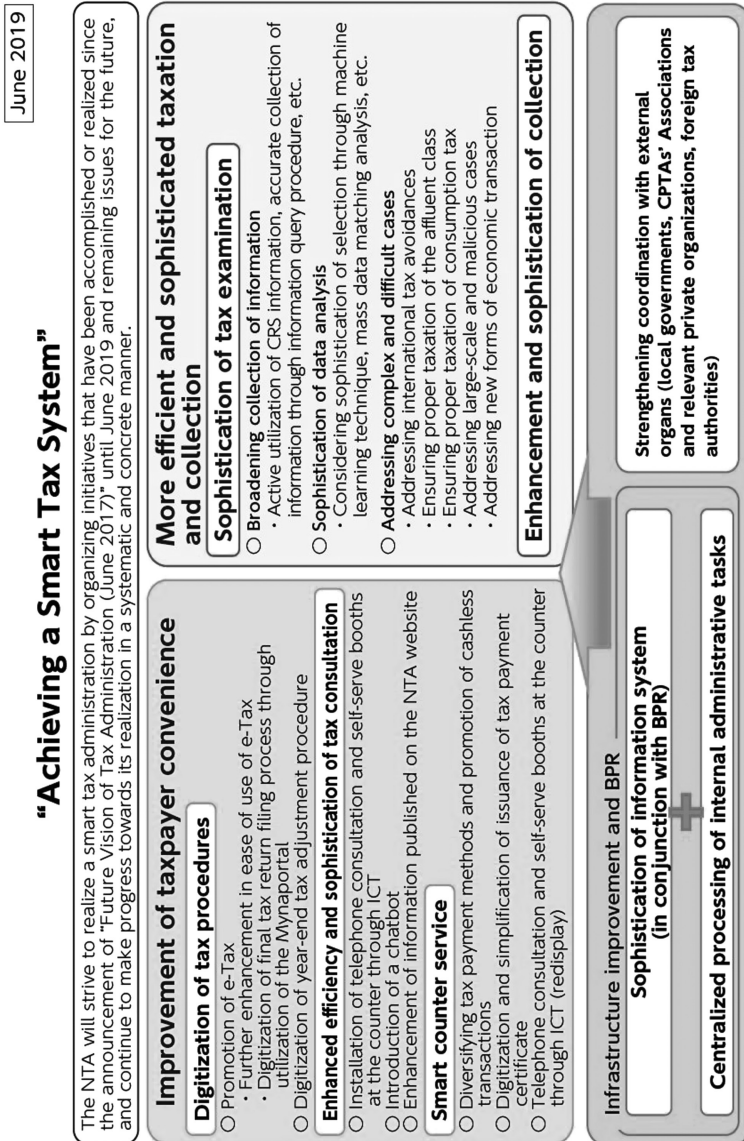 June 2019
"Achieving a Smart Tax System"
The NTA will strive to realize a smart tax administration by organizing initiatives that have been accomplished or realized since
the announcement of "Future Vision of Tax Administration (June 2017)" until June 2019 and remaining issues for the future,
and continue to make progress towards its realization in a systematic and concrete manner.
Improvement of taxpayer convenience
Digitization of tax procedures
○ Promotion of e-Tax
・Further enhancement in ease of use of e-Tax
・Digitization of final tax return filing process through
utilization of the Mynaportal
○ Digitization of year-end tax adjustment procedure
Enhanced efficiency and sophistication of tax consultation
○ Installation of telephone consultation and self-serve booths
at the counter through ICT
○ Introduction of a chatbot
○ Enhancement of information published on the NTA website
Smart counter service
○ Diversifying tax payment methods and promotion of cashless
transactions
○ Digitization and simplification of issuance of tax payment
certificate
○ Telephone consultation and self-serve booths at the counter
through ICT (redisplay)
More efficient and sophisticated taxation
and collection
Sophistication of tax examination
○ Broadening collection of information
・Active utilization of CRS information, accurate collection of
information through information query procedure, etc.
○ Sophistication of data analysis
・Considering sophistication of selection through machine
learning technique, mass data matching analysis, etc.
○ Addressing complex and difficult cases
・Addressing international tax avoidances
・Ensuring proper taxation of the affluent class
・Ensuring proper taxation of consumption tax
・Addressing large-scale and malicious cases
・Addressing new forms of economic transaction
Enhancement and sophistication of collection
Infrastructure improvement and BPR
Sophistication of information system
(in conjunction with BPR)
+
Centralized processing of internal administrative tasks
Strengthening coordination with external
organs (local governments, CPTAs' Associations
and relevant private organizations, foreign tax
authorities)